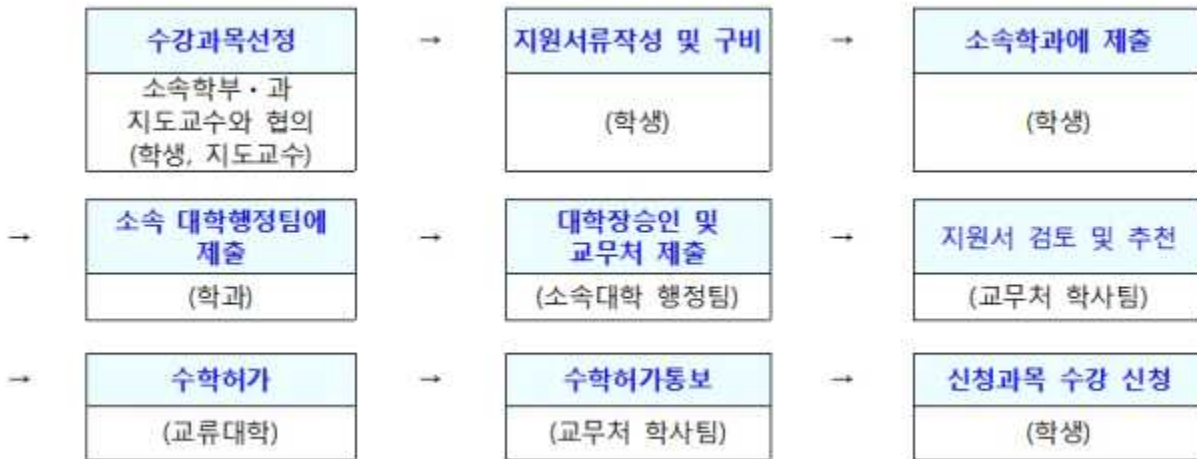 수강과목선정 → 지원서류작성 및 구비 → 소속학과에 제출
소속학부・과
지도교수와 협의
(학생, 지도교수)
(학생)
(학생)
→ 소속 대학행정팀에
제출
→ 대학장승인 및
교무처 제출
→ 지원서 검토 및 추천
(학과)
(소속대학 행정팀)
(교무처 학사팀)
→ 수학허가 → 수학허가통보 → 신청과목 수강 신청
(교류대학)
(교무처 학사팀)
(학생)